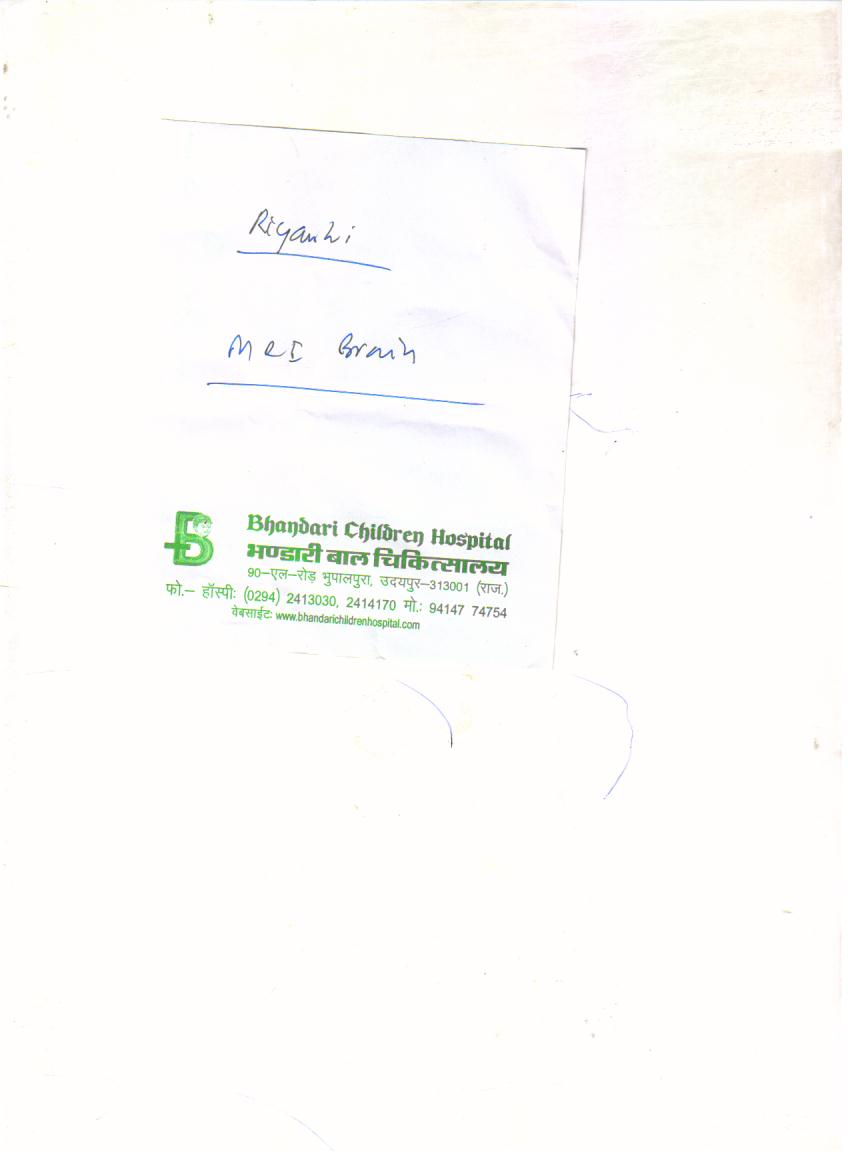 Riyanhi
MRI Brain
Bhandari Children Hospital
भण्डारी बाल चिकित्सालय
90–एल–रोड़ भुपालपुरा, उदयपुर–313001 (राज.)
फो.– हॉस्पी: (0294) 2413030, 2414170 मो.: 94147 74754
वेबसाईट: www.bhandarichildrenhospital.com